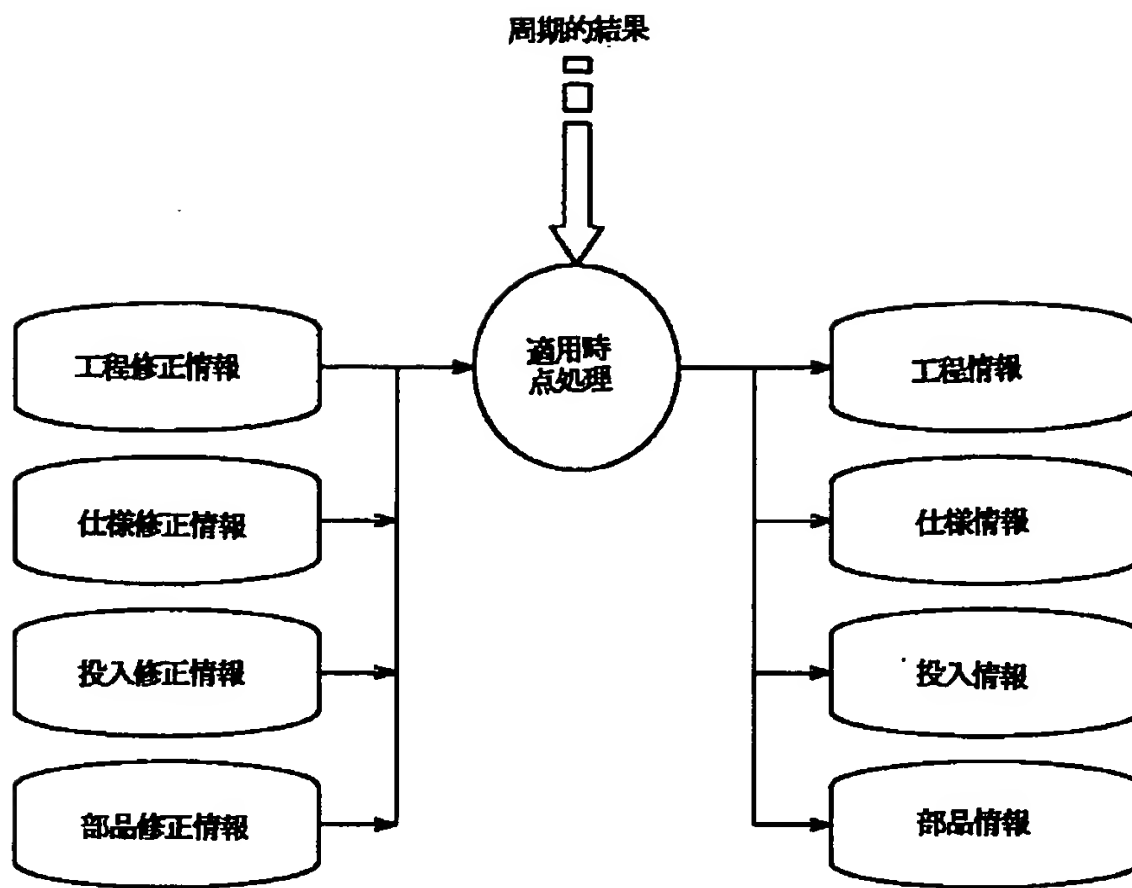 周期的結果
適用時
点処理
工程修正情報
工程情報
仕様修正情報
仕様情報
投入修正情報
投入情報
部品修正情報
部品情報